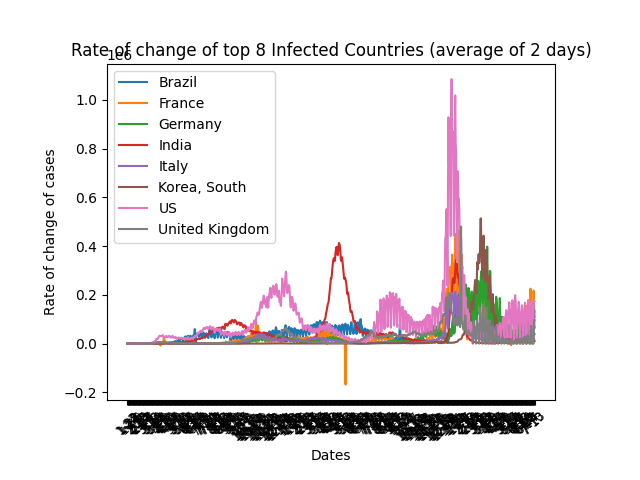 Rate of change of top 8 Infected Countries (average of 2 days)
1e6
Brazil
France
Germany
India
Italy
Korea, South
US
United Kingdom
1.0
0.8
0.6
0.4
0.2
0.0
−0.2
Rate of change of cases
Dates